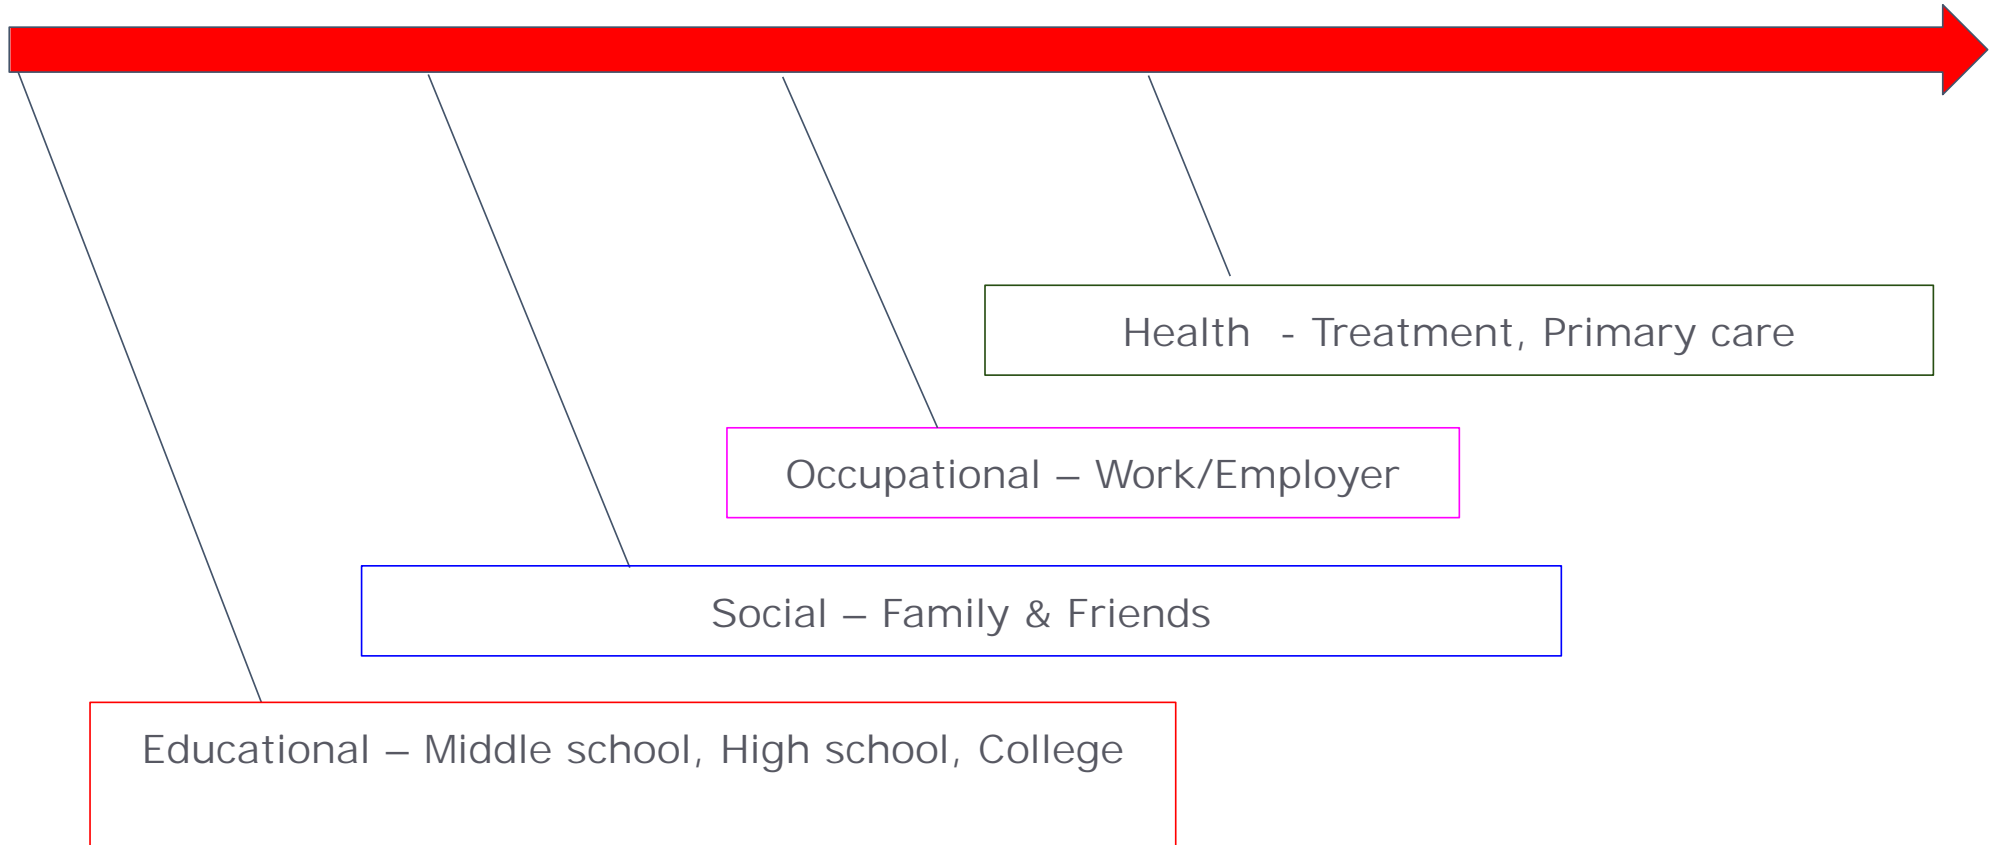 Health  - Treatment, Primary care
Occupational – Work/Employer
Social – Family & Friends
Educational – Middle school, High school, College